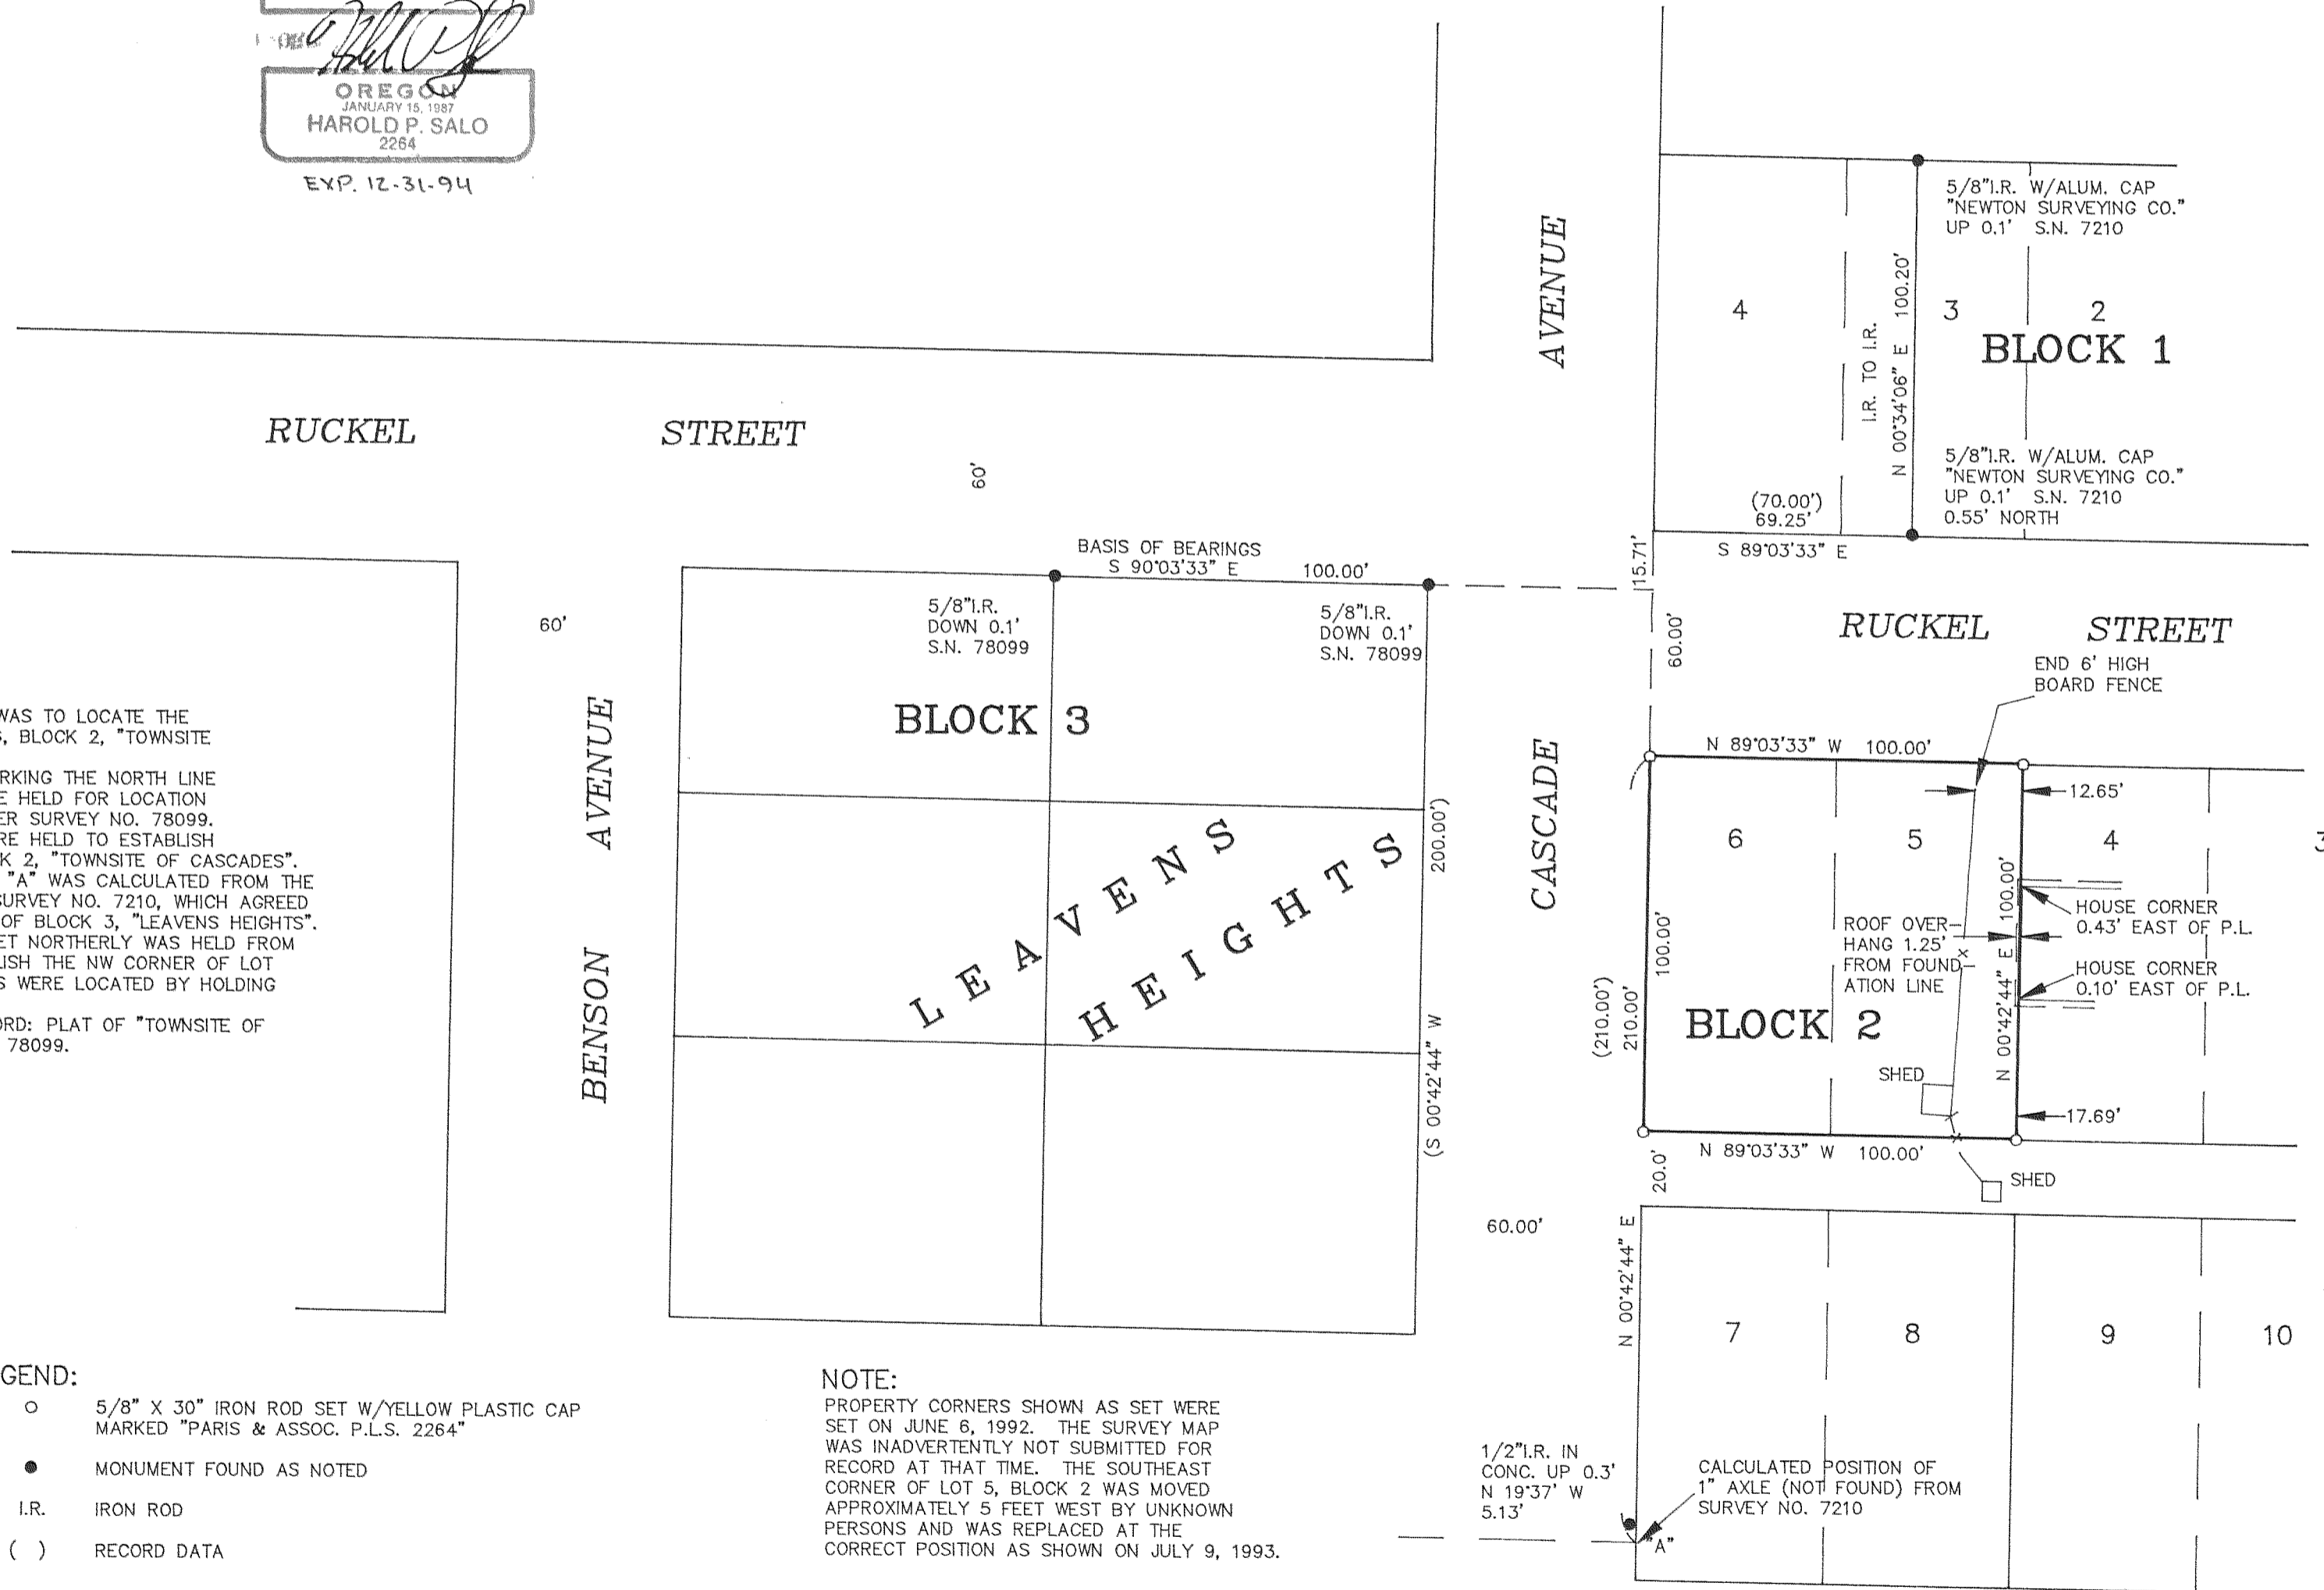 OREGON
JANUARY 15, 1987
HAROLD P. SALO
2264
EXP. 12-31-94
RUCKEL STREET
60'
AVENUE
4
I.R. TO I.R.
N 00°34'06" E 100.20'
5/8"I.R. W/ALUM. CAP
"NEWTON SURVEYING CO."
UP 0.1' S.N. 7210
3
2
BLOCK 1
5/8"I.R. W/ALUM. CAP
"NEWTON SURVEYING CO."
UP 0.1' S.N. 7210
0.55' NORTH
(70.00')
69.25'
S 89°03'33" E
15.71'
60.00'
BASIS OF BEARINGS
S 90°03'33" E 100.00'
5/8"I.R.
DOWN 0.1'
S.N. 78099
5/8"I.R.
DOWN 0.1'
S.N. 78099
60'
BLOCK 3
BENSON AVENUE
LEAVENS
HEIGHTS
200.00')
(S 00°42'44" W
CASCADE
RUCKEL STREET
END 6' HIGH
BOARD FENCE
N 89°03'33" W 100.00'
12.65'
6
5
4
3
100.00'
(210.00')
210.00'
ROOF OVER-
HANG 1.25'
FROM FOUND-
ATION LINE
N 00°42'44" E 100.00'
HOUSE CORNER
0.43' EAST OF P.L.
HOUSE CORNER
0.10' EAST OF P.L.
BLOCK 2
SHED
17.69'
N 89°03'33" W 100.00'
20.0'
SHED
60.00'
N 00°42'44" E
7
8
9
10
1/2"I.R. IN
CONC. UP 0.3'
N 19°37' W
5.13'
CALCULATED POSITION OF
1" AXLE (NOT FOUND) FROM
SURVEY NO. 7210
"A"
WAS TO LOCATE THE
, BLOCK 2, "TOWNSITE
RKING THE NORTH LINE
E HELD FOR LOCATION
ER SURVEY NO. 78099.
RE HELD TO ESTABLISH
K 2, "TOWNSITE OF CASCADES".
"A" WAS CALCULATED FROM THE
SURVEY NO. 7210, WHICH AGREED
OF BLOCK 3, "LEAVENS HEIGHTS".
ET NORTHERLY WAS HELD FROM
LISH THE NW CORNER OF LOT
S WERE LOCATED BY HOLDING
ORD: PLAT OF "TOWNSITE OF
78099.
GEND:
5/8" X 30" IRON ROD SET W/YELLOW PLASTIC CAP
MARKED "PARIS & ASSOC. P.L.S. 2264"
MONUMENT FOUND AS NOTED
I.R. IRON ROD
( ) RECORD DATA
NOTE:
PROPERTY CORNERS SHOWN AS SET WERE
SET ON JUNE 6, 1992. THE SURVEY MAP
WAS INADVERTENTLY NOT SUBMITTED FOR
RECORD AT THAT TIME. THE SOUTHEAST
CORNER OF LOT 5, BLOCK 2 WAS MOVED
APPROXIMATELY 5 FEET WEST BY UNKNOWN
PERSONS AND WAS REPLACED AT THE
CORRECT POSITION AS SHOWN ON JULY 9, 1993.